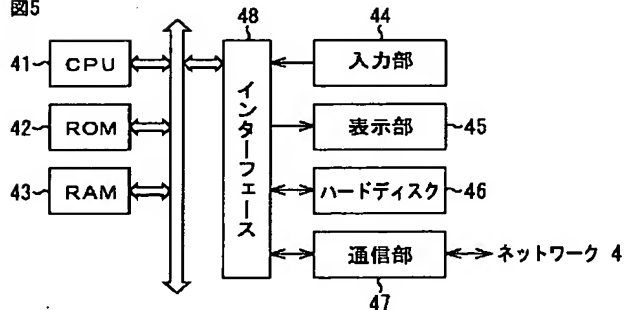 図5
48
44
41 CPU
入力部
42 ROM
インターフェース
表示部 45
43 RAM
ハードディスク 46
通信部
ネットワーク 4
47